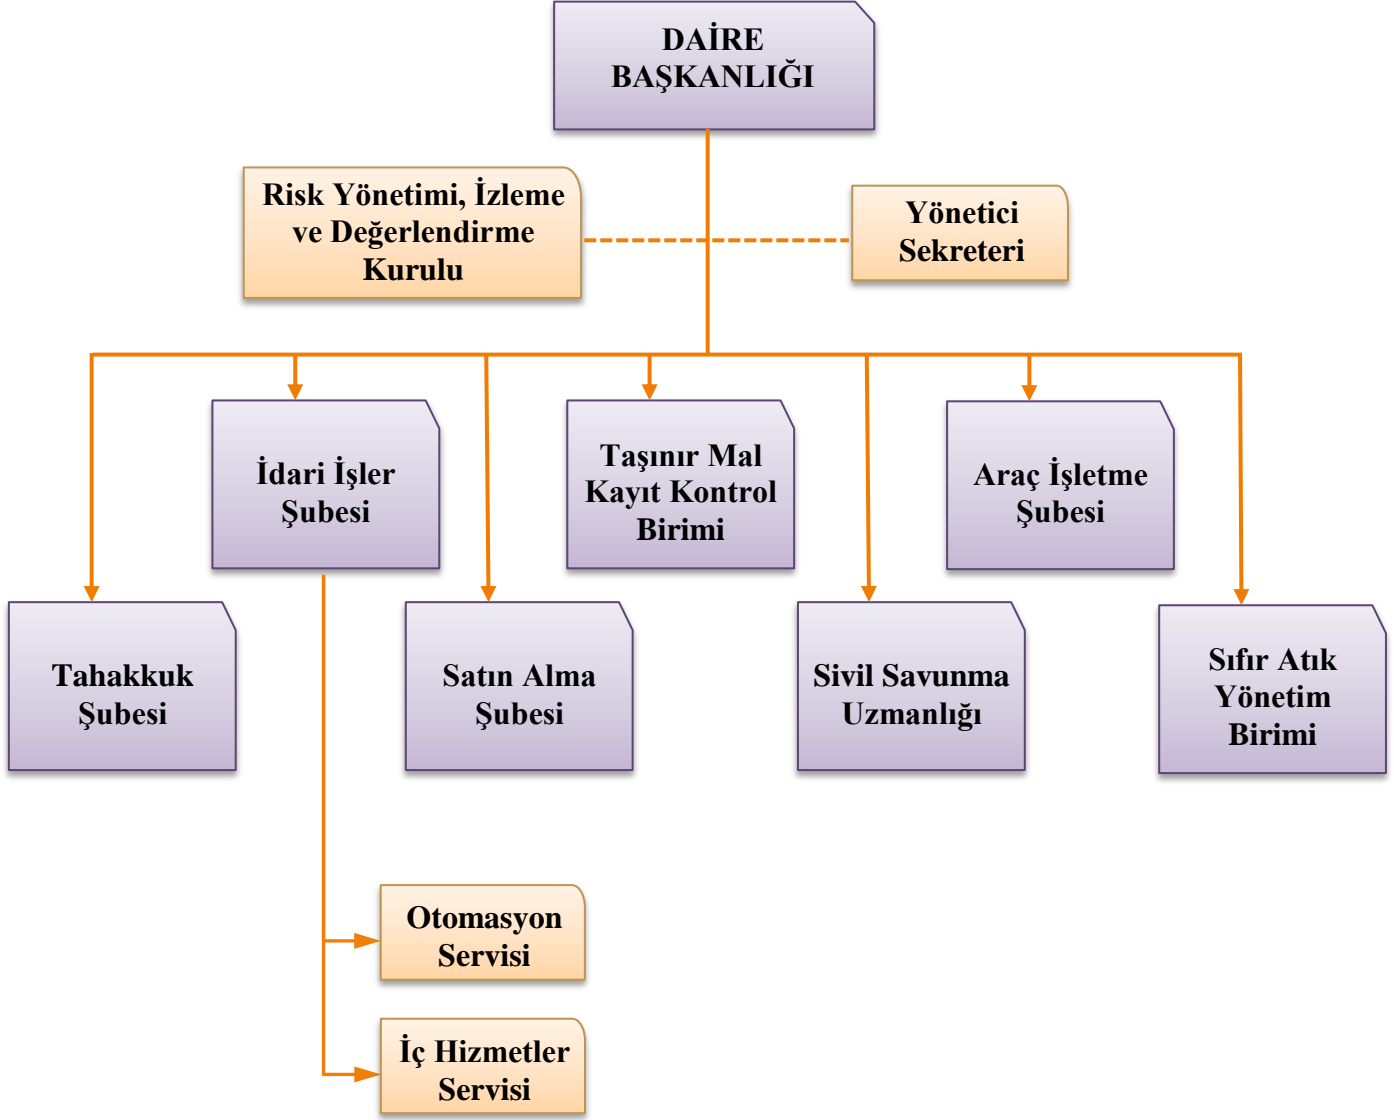 DAİRE
BAŞKANLIĞI
Risk Yönetimi, İzleme
ve Değerlendirme
Kurulu
Yönetici
Sekreteri
İdari İşler
Şubesi
Taşınır Mal
Kayıt Kontrol
Birimi
Araç İşletme
Şubesi
Tahakkuk
Şubesi
Satın Alma
Şubesi
Sivil Savunma
Uzmanlığı
Sıfır Atık
Yönetim
Birimi
Otomasyon
Servisi
İç Hizmetler
Servisi